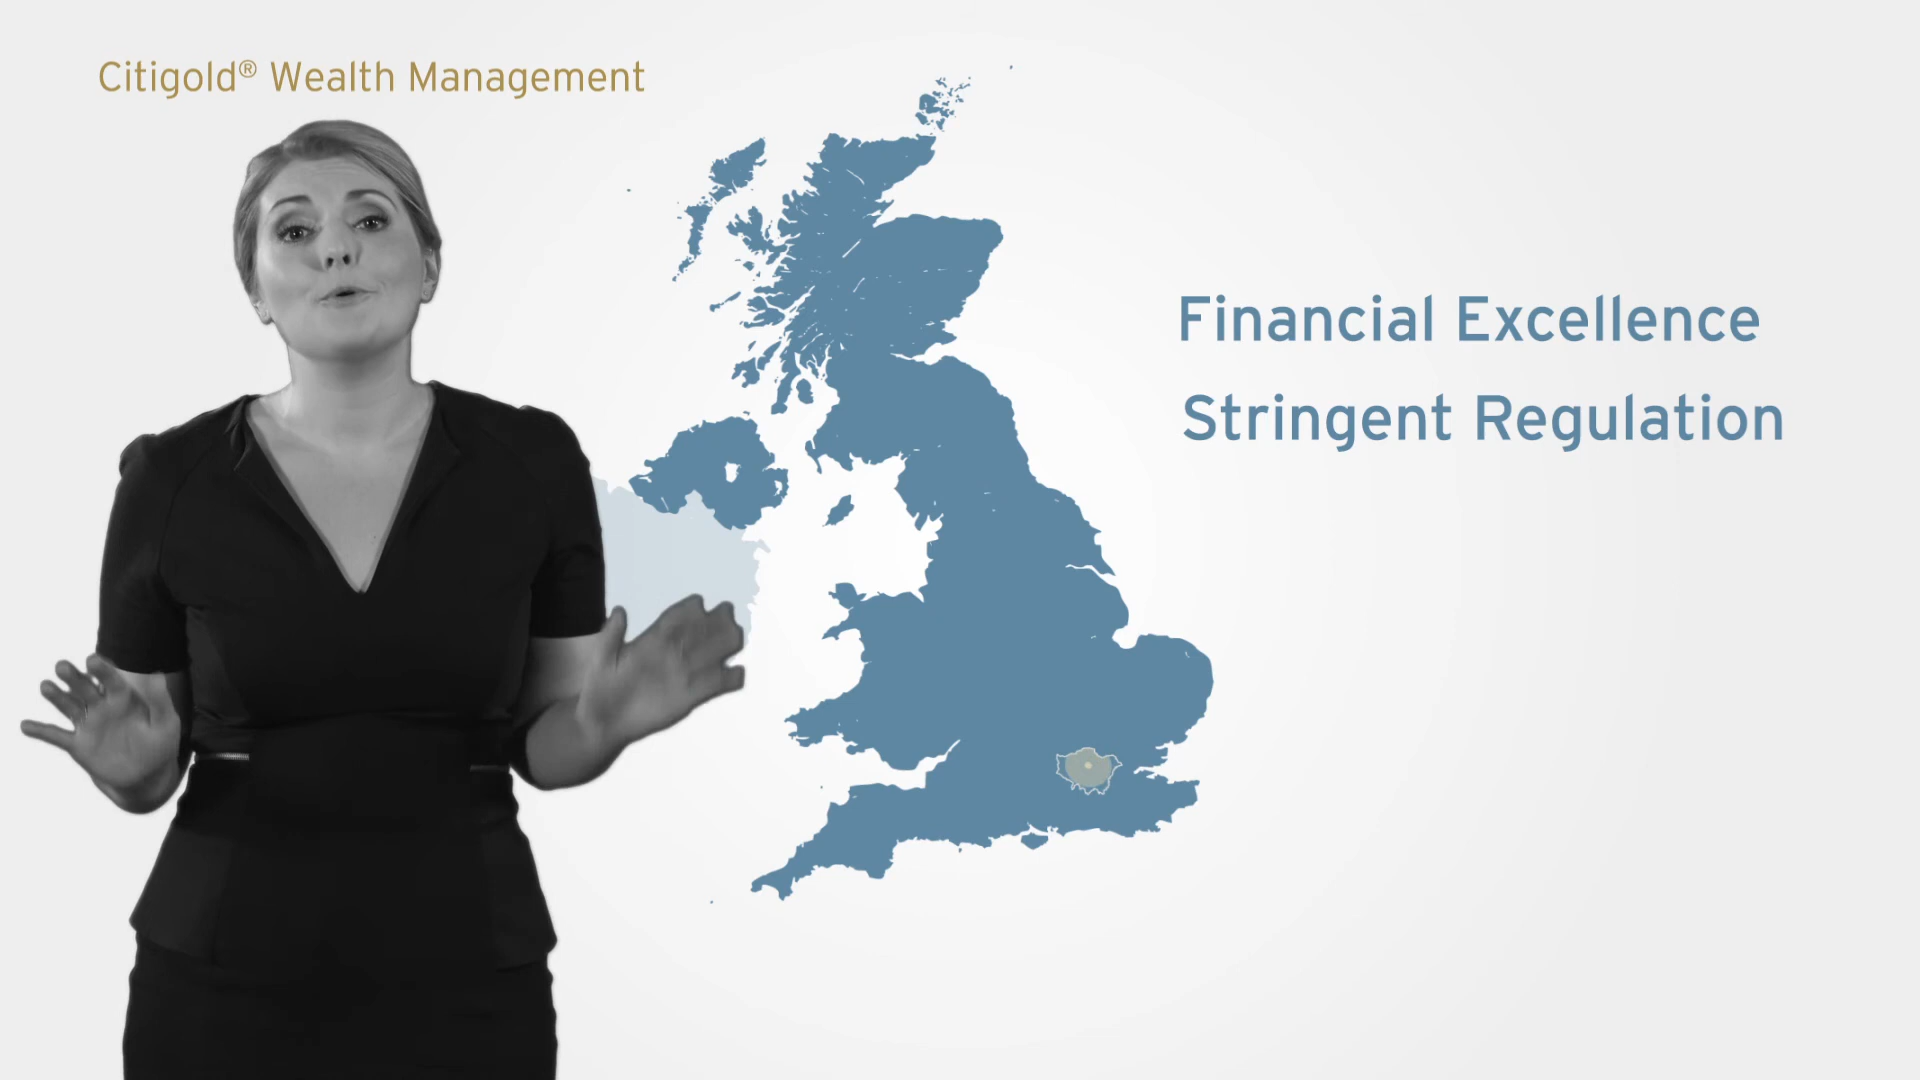 Citigold® Wealth Management
Financial Excellence
Stringent Regulation